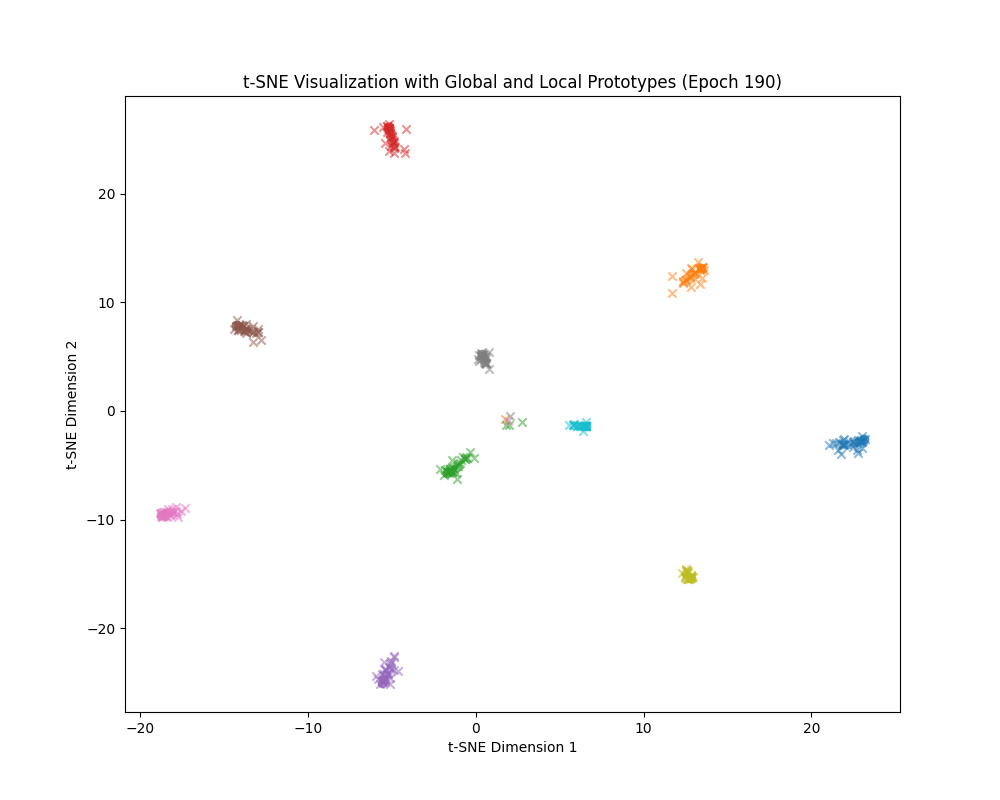 t-SNE Visualization with Global and Local Prototypes (Epoch 190)
20
10
0
−10
−20
t-SNE Dimension 2
−20 −10 0 10 20
t-SNE Dimension 1